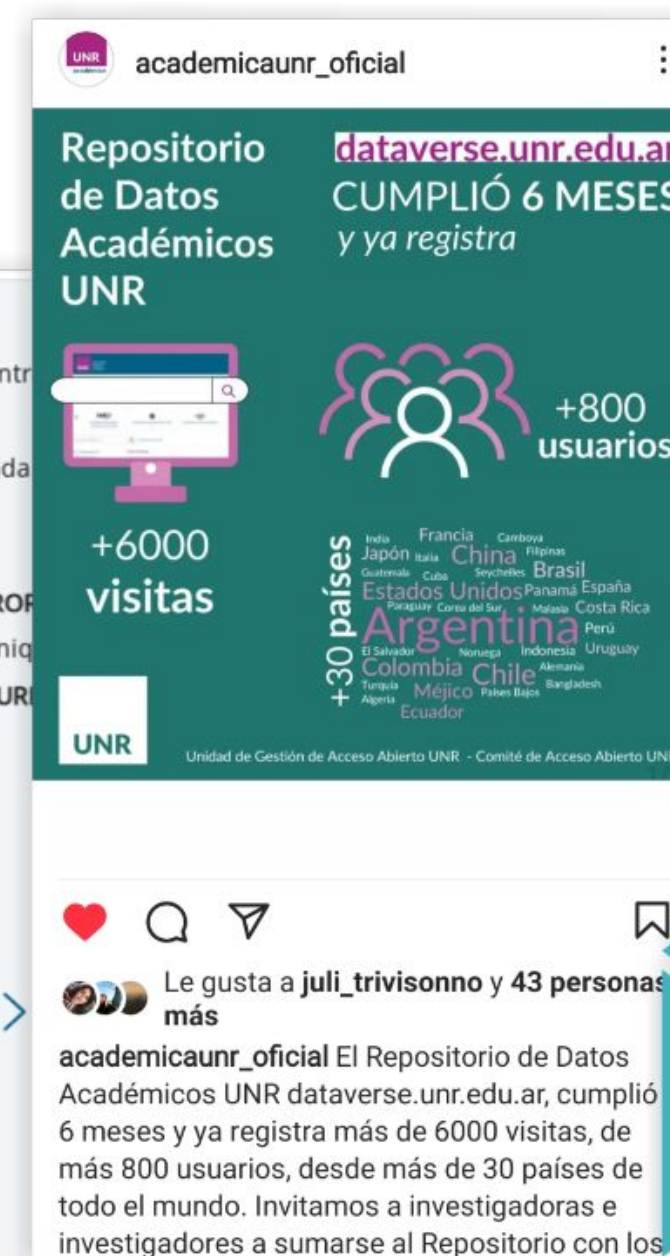 UNR
academicaunr_oficial
Repositorio
de Datos
Académicos
UNR
dataverse.unr.edu.ar
CUMPLIÓ 6 MESES
y ya registra
+6000
visitas
+800
usuarios
+30 países
India Francia Camboya
Japón Italia China Filipinas
Guatemala Cuba Seychelles Brasil
Estados Unidos Panamá España
Paraguay Corea del Sur Malasia Costa Rica
Argentina Perú
El Salvador Noruega Indonesia Uruguay
Colombia Chile Alemania
Turquía Méjico Países Bajos Bangladesh
Algeria
Ecuador
UNR
Unidad de Gestión de Acceso Abierto UNR - Comité de Acceso Abierto UNR
Le gusta a juli_trivisonno y 43 personas
más
academicaunr_oficial El Repositorio de Datos
Académicos UNR dataverse.unr.edu.ar, cumplió
6 meses y ya registra más de 6000 visitas, de
más 800 usuarios, desde más de 30 países de
todo el mundo. Invitamos a investigadoras e
investigadores a sumarse al Repositorio con los